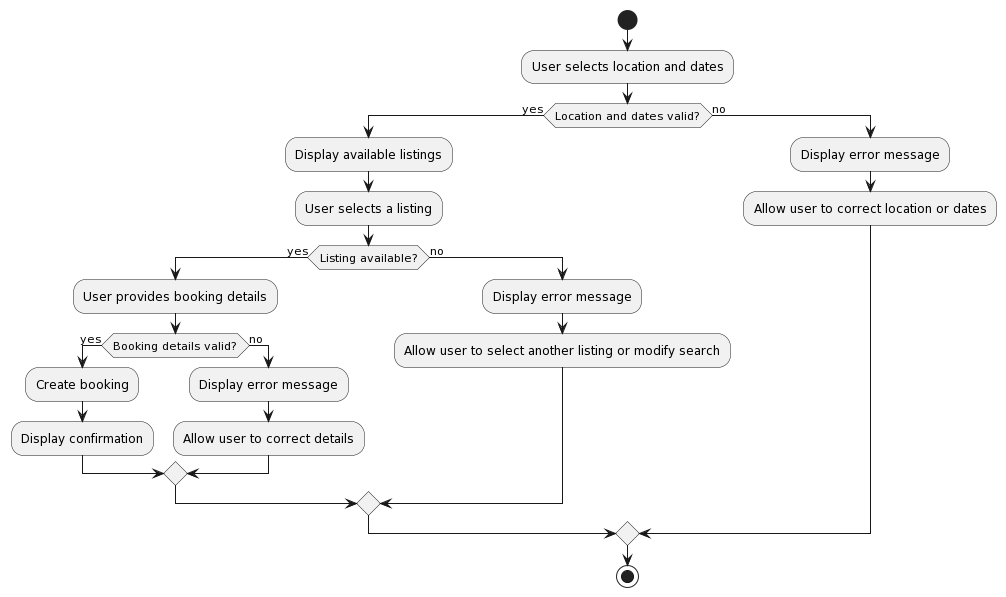 User selects location and dates
yes
Location and dates valid?
no
Display available listings
Display error message
User selects a listing
Allow user to correct location or dates
yes
Listing available?
no
User provides booking details
Display error message
yes
Booking details valid?
no
Allow user to select another listing or modify search
Create booking
Display error message
Display confirmation
Allow user to correct details